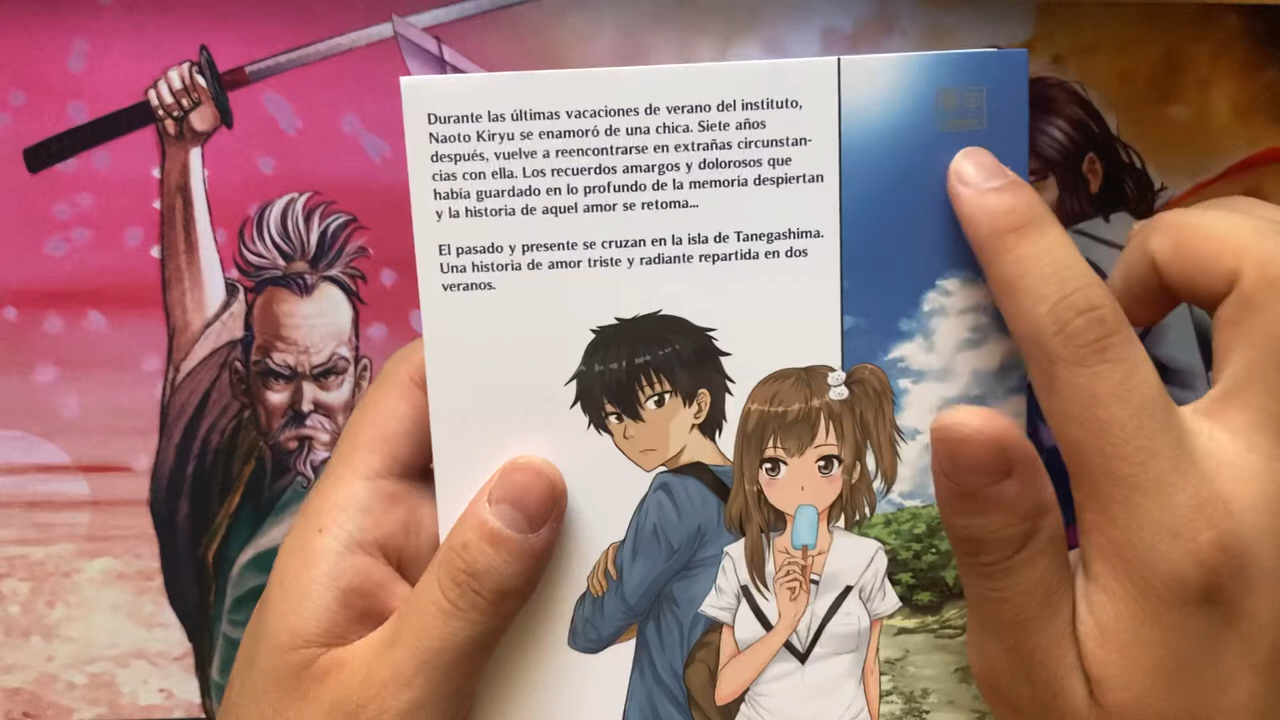 Durante las últimas vacaciones de verano del instituto,
Naoto Kiryu se enamoró de una chica. Siete años
después, vuelve a reencontrarse en extrañas circunstan-
cias con ella. Los recuerdos amargos y dolorosos que
había guardado en lo profundo de la memoria despiertan
y la historia de aquel amor se retoma...
El pasado y presente se cruzan en la isla de Tanegashima.
Una historia de amor triste y radiante repartida en dos
veranos.